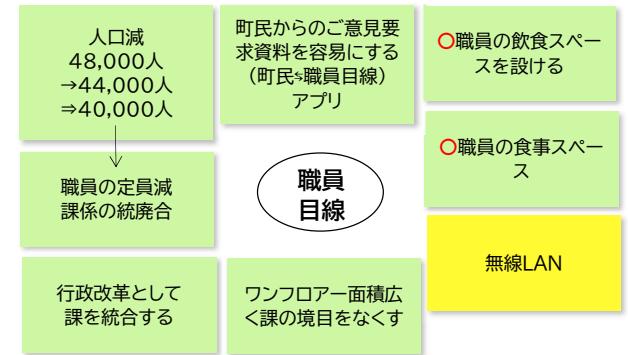 人口減
48,000人
→44,000人
⇒40,000人
町民からのご意見要
求資料を容易にする
（町民⇆職員目線）
アプリ
〇職員の飲食スペー
スを設ける
〇職員の食事スペー
ス
職員の定員減
課係の統廃合
職員
目線
無線LAN
行政改革として
課を統合する
ワンフロアー面積広
く課の境目をなくす